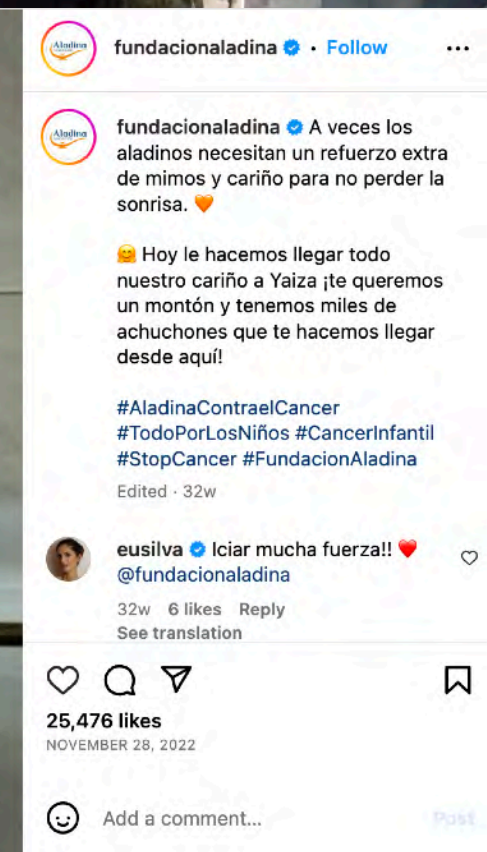 Aladina
fundacionaladina • Follow
Aladina
fundacionaladina A veces los
aladinos necesitan un refuerzo extra
de mimos y cariño para no perder la
sonrisa. 🧡
🤗 Hoy le hacemos llegar todo
nuestro cariño a Yaiza ¡te queremos
un montón y tenemos miles de
achuchones que te hacemos llegar
desde aquí!
#AladinaContraelCancer
#TodoPorLosNiños #CancerInfantil
#StopCancer #FundacionAladina
Edited · 32w
eusilva Iciar mucha fuerza!! ❤️
@fundacionaladina
32w 6 likes Reply
See translation
25,476 likes
NOVEMBER 28, 2022
Add a comment... Post